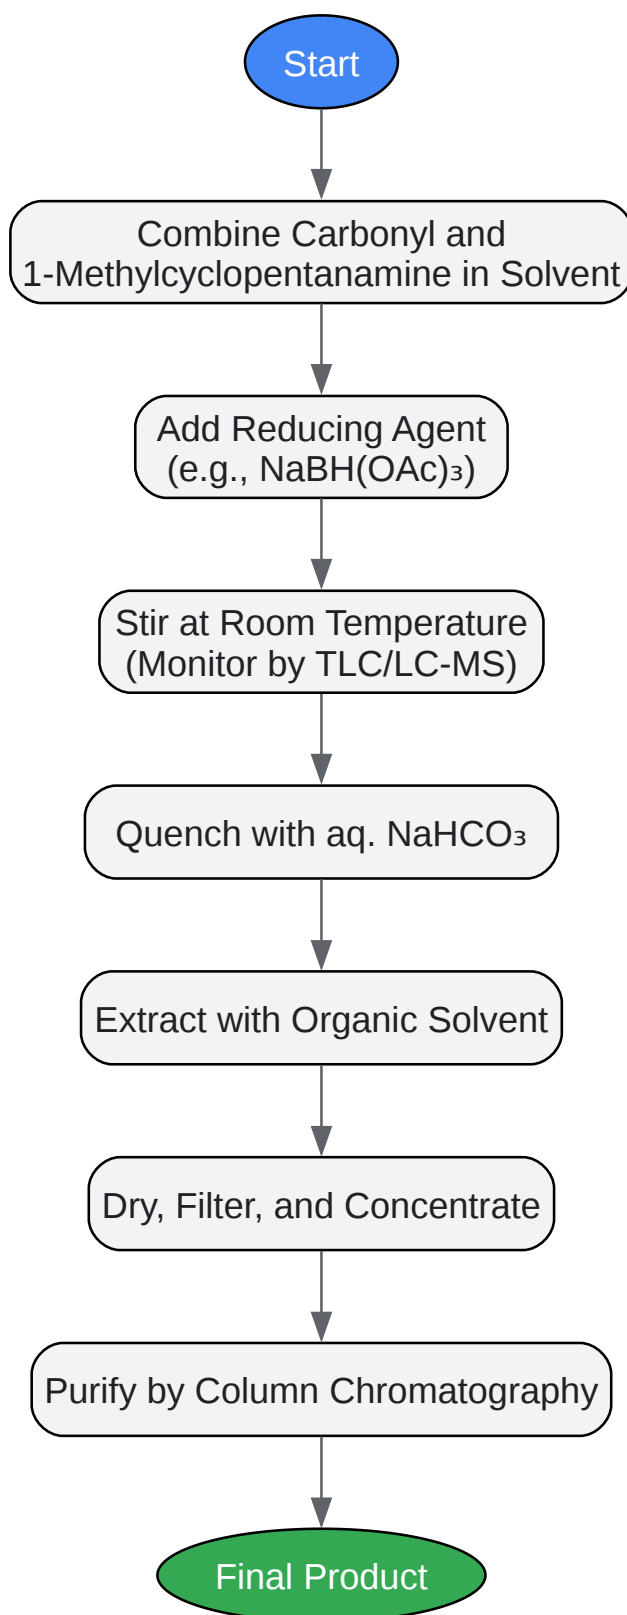 Start
Combine Carbonyl and
1-Methylcyclopentanamine in Solvent
Add Reducing Agent
(e.g., NaBH(OAc)₃)
Stir at Room Temperature
(Monitor by TLC/LC-MS)
Quench with aq. NaHCO₃
Extract with Organic Solvent
Dry, Filter, and Concentrate
Purify by Column Chromatography
Final Product